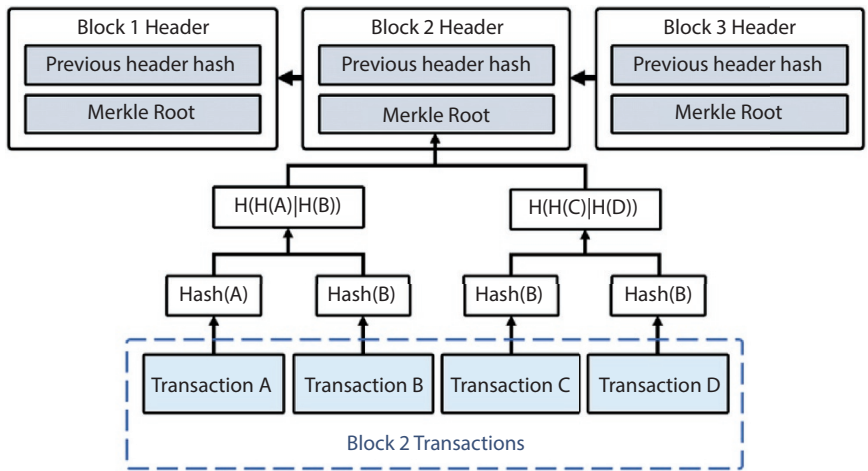 Block 1 Header
Block 2 Header
Block 3 Header
Previous header hash
Previous header hash
Previous header hash
Merkle Root
Merkle Root
Merkle Root
H(H(A)|H(B))
H(H(C)|H(D))
Hash(A)
Hash(B)
Hash(B)
Hash(B)
Transaction A
Transaction B
Transaction C
Transaction D
Block 2 Transactions